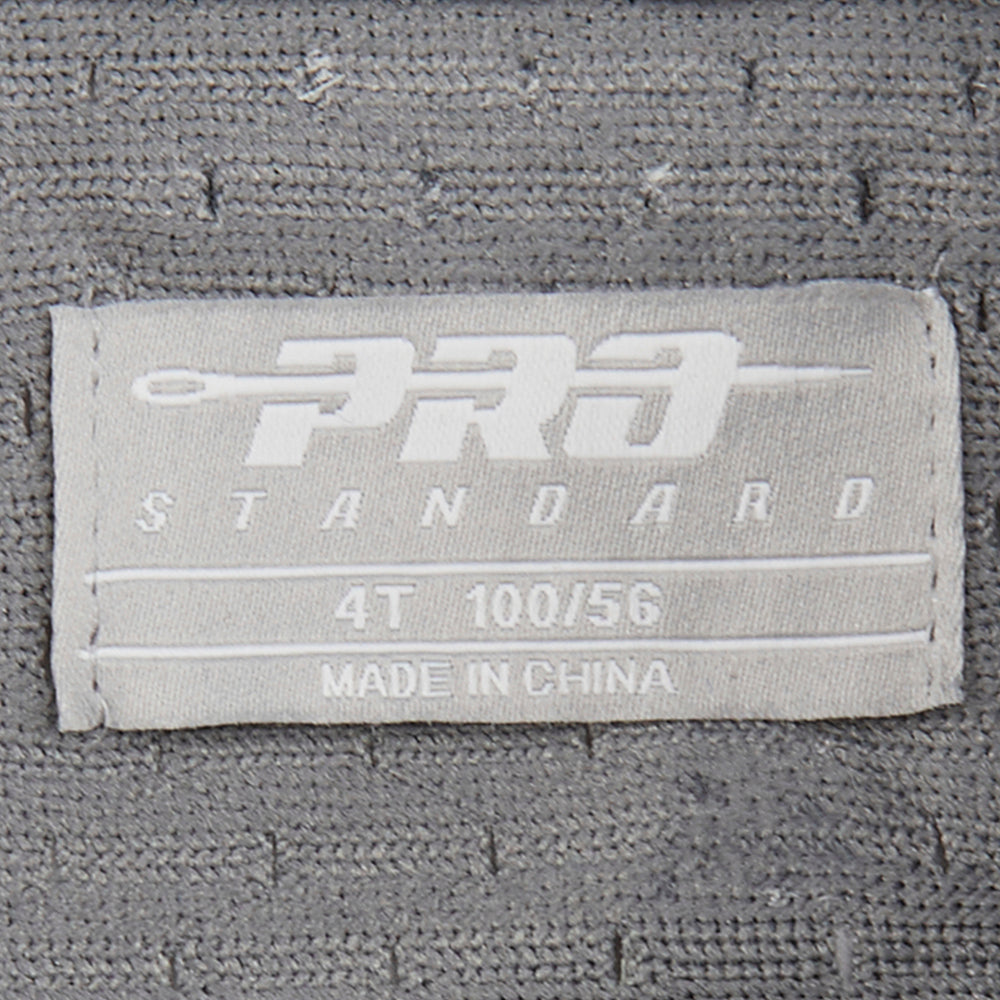 PRO
STANDARD
4T 100/56
MADE IN CHINA